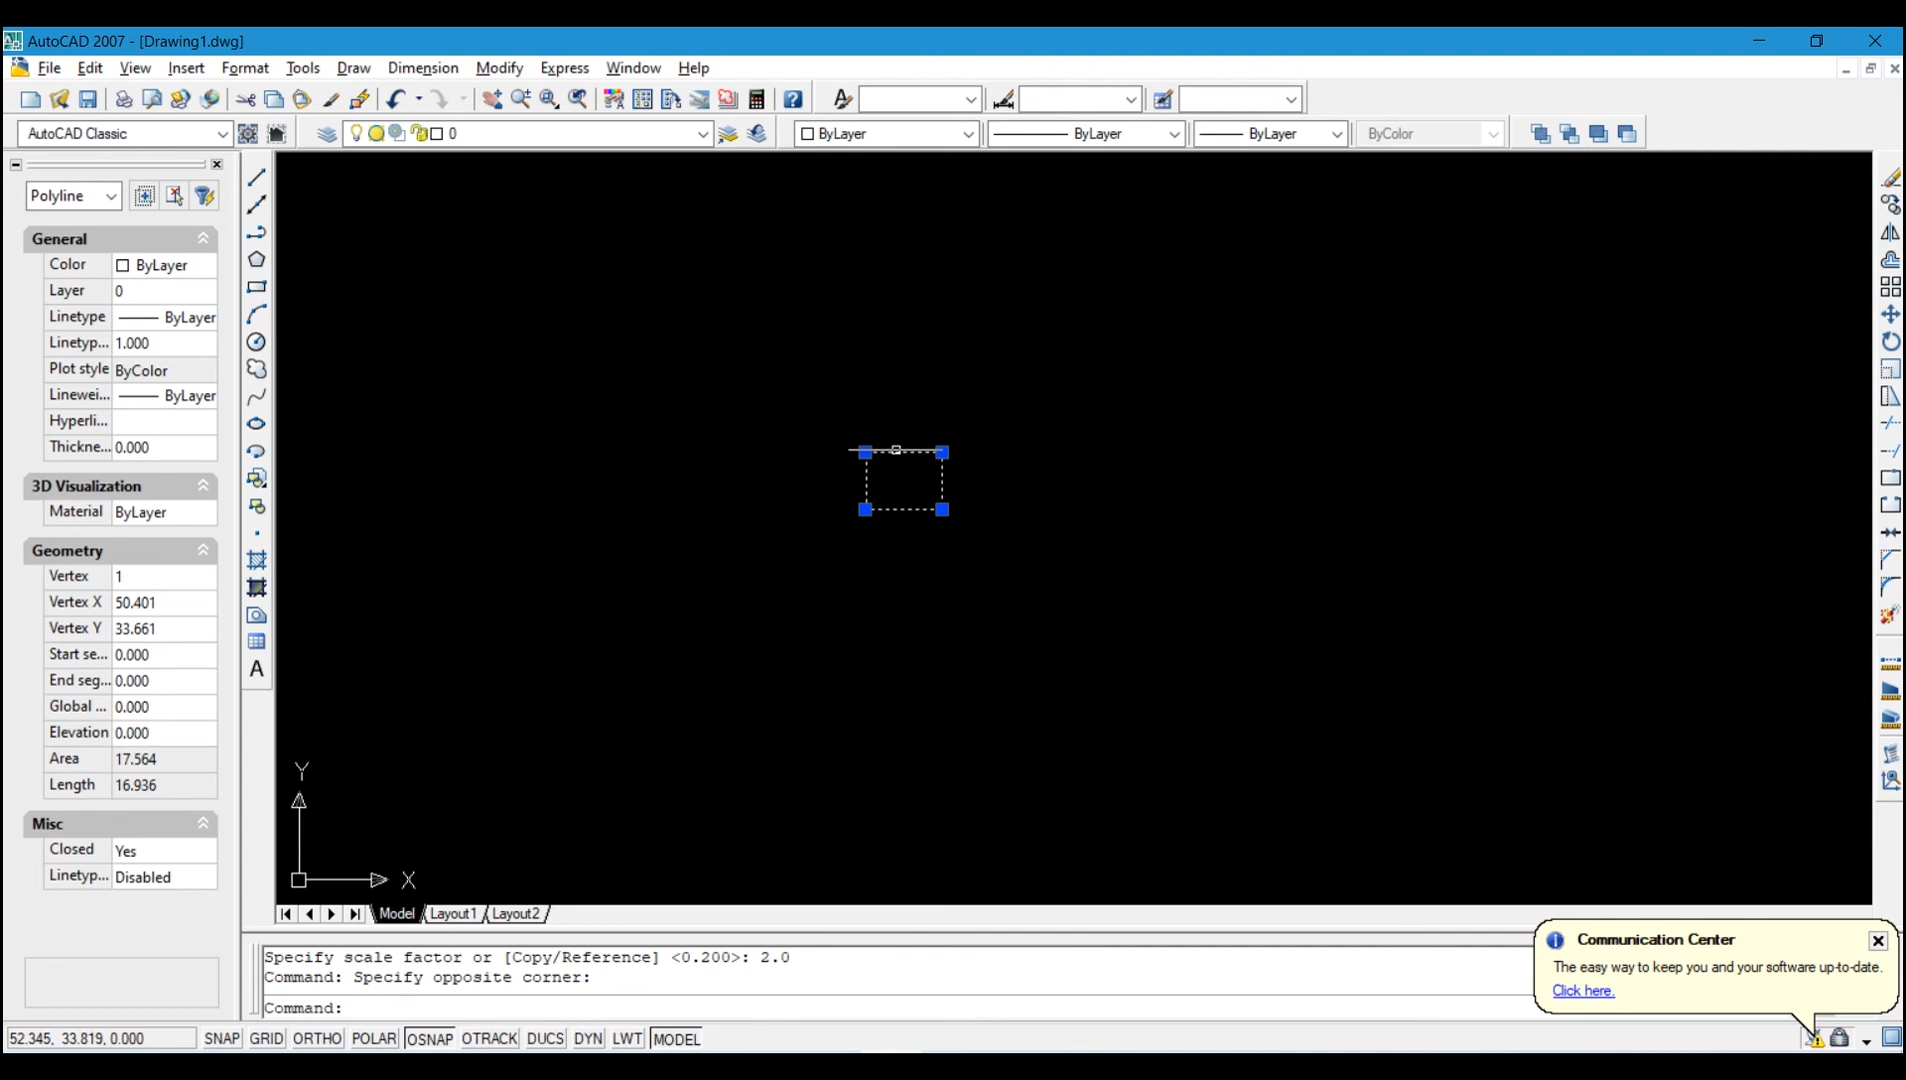 AutoCAD 2007 - [Drawing1.dwg]
File Edit View Insert Format Tools Draw Dimension Modify Express Window Help
AutoCAD Classic 0 ByLayer ByLayer ByLayer ByColor
Polyline
General
Color ByLayer
Layer 0
Linetype ByLayer
Linetyp... 1.000
Plot style ByColor
Linewei... ByLayer
Hyperli...
Thickne... 0.000
3D Visualization
Material ByLayer
Geometry
Vertex 1
Vertex X 50.401
Vertex Y 33.661
Start se... 0.000
End seg... 0.000
Global ... 0.000
Elevation 0.000
Area 17.564
Length 16.936
Misc
Closed Yes
Linetyp... Disabled
A
Y
X
Model Layout1 Layout2
Specify scale factor or [Copy/Reference] <0.200>: 2.0
Command: Specify opposite corner:
Command:
Communication Center
The easy way to keep you and your software up-to-date.
Click here.
52.345, 33.819, 0.000 SNAP GRID ORTHO POLAR OSNAP OTRACK DUCS DYN LWT MODEL